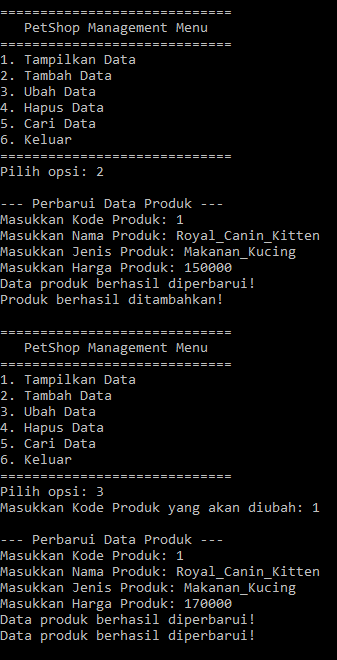 =============================
   PetShop Management Menu
=============================
1. Tampilkan Data
2. Tambah Data
3. Ubah Data
4. Hapus Data
5. Cari Data
6. Keluar
=============================
Pilih opsi: 2

--- Perbarui Data Produk ---
Masukkan Kode Produk: 1
Masukkan Nama Produk: Royal_Canin_Kitten
Masukkan Jenis Produk: Makanan_Kucing
Masukkan Harga Produk: 150000
Data produk berhasil diperbarui!
Produk berhasil ditambahkan!

=============================
   PetShop Management Menu
=============================
1. Tampilkan Data
2. Tambah Data
3. Ubah Data
4. Hapus Data
5. Cari Data
6. Keluar
=============================
Pilih opsi: 3
Masukkan Kode Produk yang akan diubah: 1

--- Perbarui Data Produk ---
Masukkan Kode Produk: 1
Masukkan Nama Produk: Royal_Canin_Kitten
Masukkan Jenis Produk: Makanan_Kucing
Masukkan Harga Produk: 170000
Data produk berhasil diperbarui!
Data produk berhasil diperbarui!